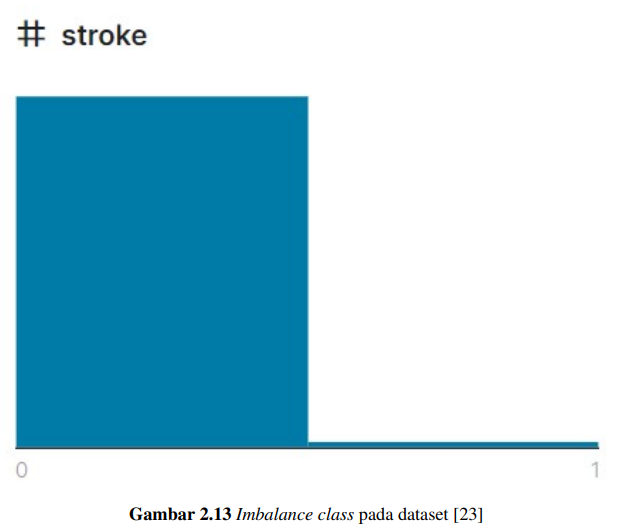 # stroke
0 1
Gambar 2.13 Imbalance class pada dataset [23]